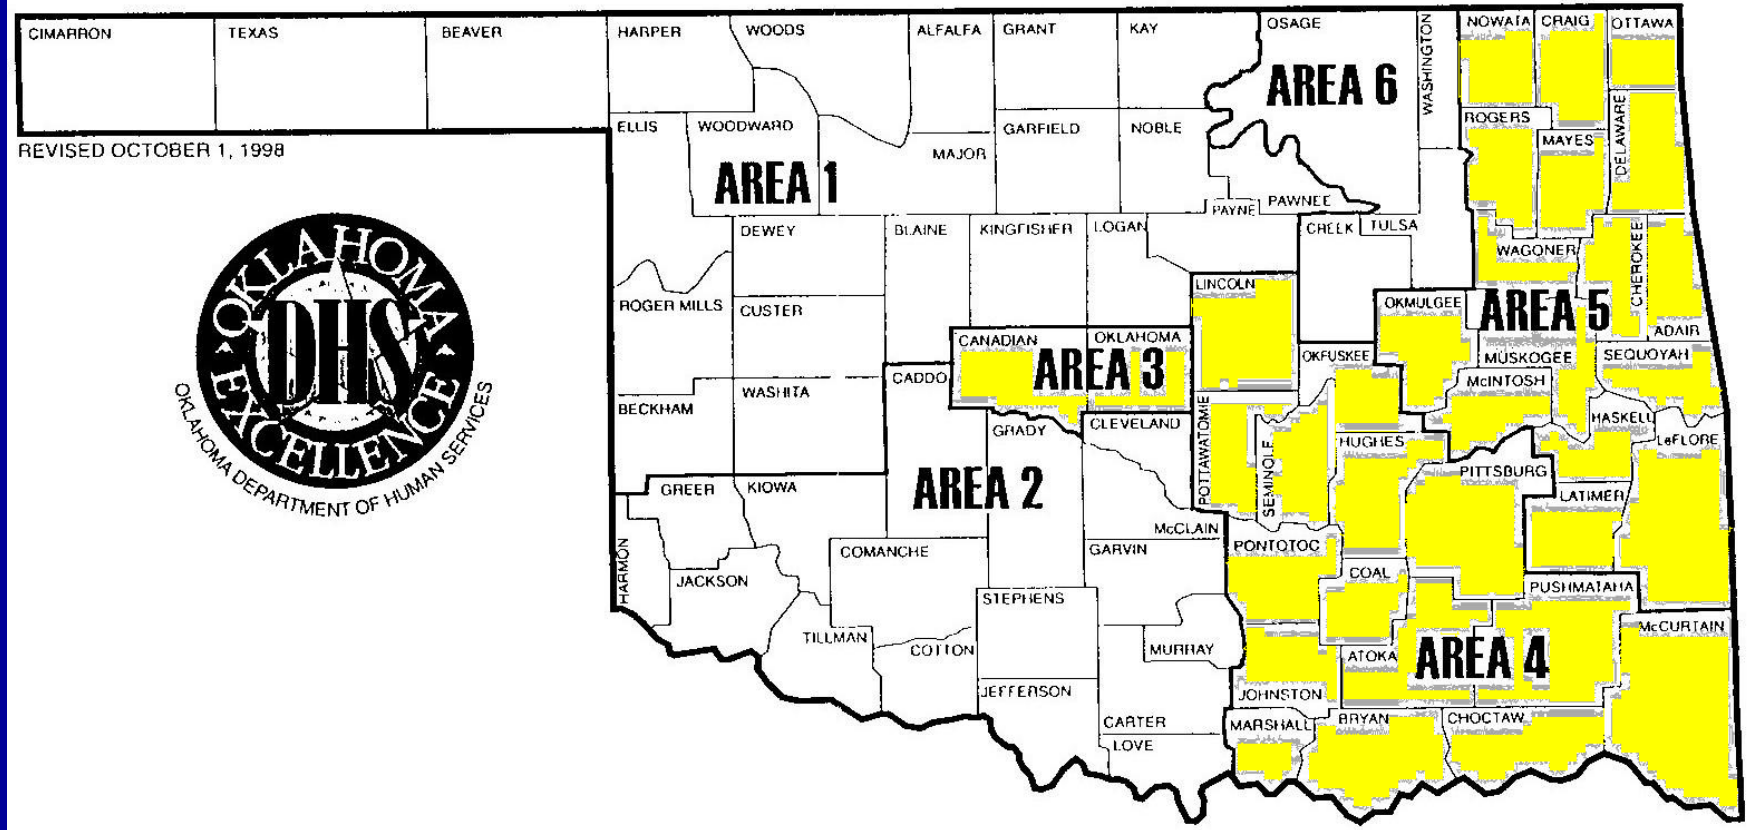 CIMARRON TEXAS BEAVER HARPER WOODS ALFALFA GRANT KAY OSAGE WASHINGTON NOWATA CRAIG OTTAWA
AREA 6
ELLIS WOODWARD GARFIELD NOBLE ROGERS DELAWARE
REVISED OCTOBER 1, 1998
MAJOR MAYES
AREA 1
PAYNE PAWNEE
DEWEY BLAINE KINGFISHER LOGAN CREEK TULSA
WAGONER CHEROKEE
LINCOLN
ROGER MILLS CUSTER OKMULGEE
AREA 5
ADAIR
CANADIAN OKLAHOMA
OKFUSKEE MUSKOGEE SEQUOYAH
AREA 3
CADDO McINTOSH
BECKHAM WASHITA
POTTAWATOMIE HASKELL
GRADY CLEVELAND
SEMINOLE HUGHES LeFLORE
PITTSBURG
GREER KIOWA
AREA 2
LATIMER
McCLAIN
HARMON COMANCHE GARVIN PONTOTOC
JACKSON COAL
STEPHENS PUSHMATAHA
TILLMAN McCURTAIN
COTTON MURRAY ATOKA
AREA 4
JEFFERSON JOHNSTON
CARTER MARSHALL BRYAN CHOCTAW
LOVE
OKLAHOMA
DHS
EXCELLENCE
OKLAHOMA DEPARTMENT OF HUMAN SERVICES